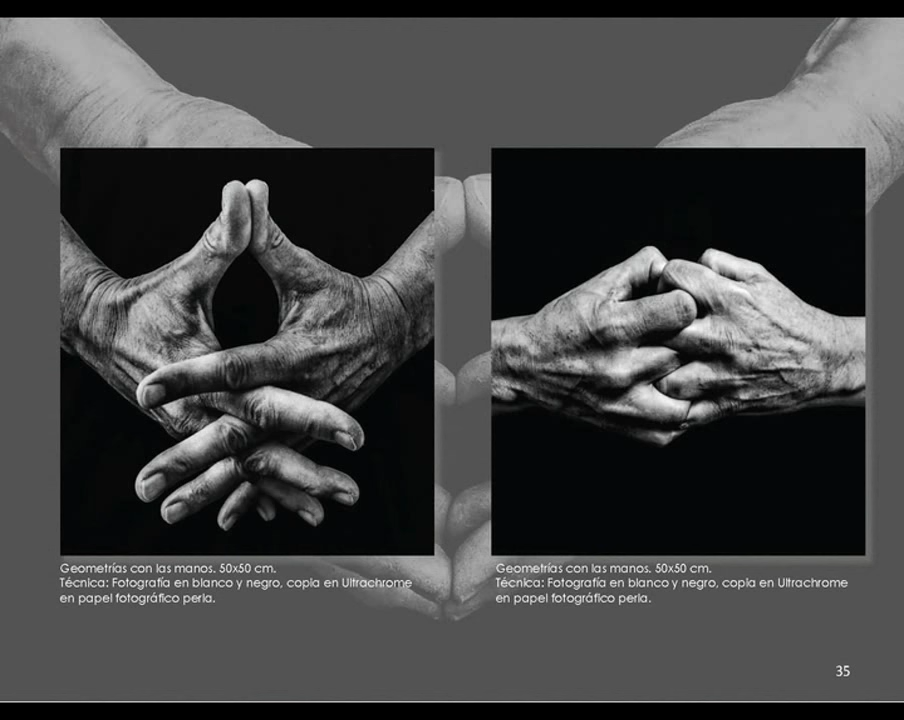 Geometrías con las manos. 50x50 cm.
Técnica: Fotografía en blanco y negro, copia en Ultrachrome
en papel fotográfico perla.
Geometrías con las manos. 50x50 cm.
Técnica: Fotografía en blanco y negro, copia en Ultrachrome
en papel fotográfico perla.
35